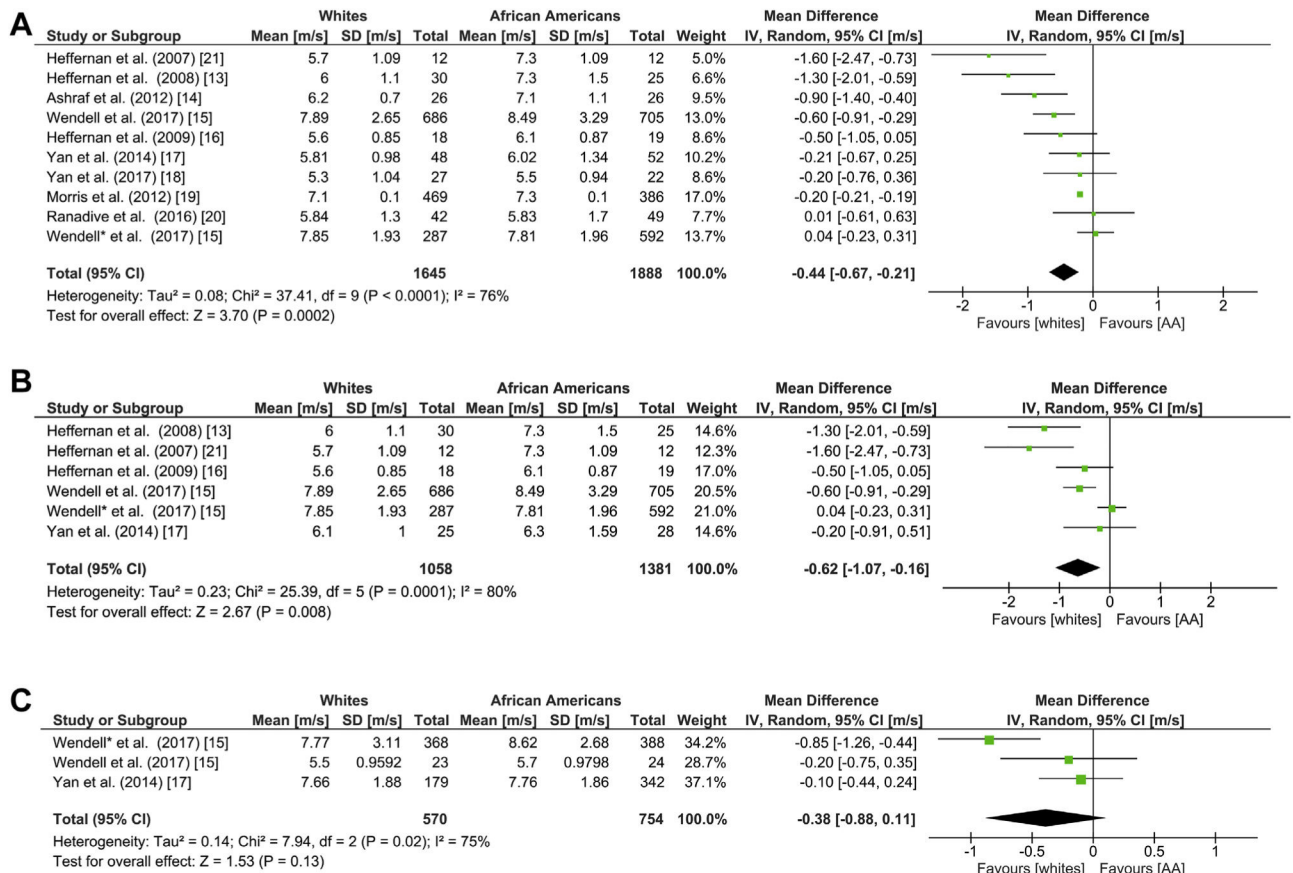 A
Whites African Americans Mean Difference Mean Difference
Study or Subgroup Mean [m/s] SD [m/s] Total Mean [m/s] SD [m/s] Total Weight IV, Random, 95% CI [m/s] IV, Random, 95% CI [m/s]
Heffernan et al. (2007) [21] 5.7 1.09 12 7.3 1.09 12 5.0% -1.60 [-2.47, -0.73]
Heffernan et al. (2008) [13] 6 1.1 30 7.3 1.5 25 6.6% -1.30 [-2.01, -0.59]
Ashraf et al. (2012) [14] 6.2 0.7 26 7.1 1.1 26 9.5% -0.90 [-1.40, -0.40]
Wendell et al. (2017) [15] 7.89 2.65 686 8.49 3.29 705 13.0% -0.60 [-0.91, -0.29]
Heffernan et al. (2009) [16] 5.6 0.85 18 6.1 0.87 19 8.6% -0.50 [-1.05, 0.05]
Yan et al. (2014) [17] 5.81 0.98 48 6.02 1.34 52 10.2% -0.21 [-0.67, 0.25]
Yan et al. (2017) [18] 5.3 1.04 27 5.5 0.94 22 8.6% -0.20 [-0.76, 0.36]
Morris et al. (2012) [19] 7.1 0.1 469 7.3 0.1 386 17.0% -0.20 [-0.21, -0.19]
Ranadive et al. (2016) [20] 5.84 1.3 42 5.83 1.7 49 7.7% 0.01 [-0.61, 0.63]
Wendell* et al. (2017) [15] 7.85 1.93 287 7.81 1.96 592 13.7% 0.04 [-0.23, 0.31]
Total (95% CI) 1645 1888 100.0% -0.44 [-0.67, -0.21]
Heterogeneity: Tau² = 0.08; Chi² = 37.41, df = 9 (P < 0.0001); I² = 76%
Test for overall effect: Z = 3.70 (P = 0.0002)
-2 -1 0 1 2
Favours [whites] Favours [AA]
B
Whites African Americans Mean Difference Mean Difference
Study or Subgroup Mean [m/s] SD [m/s] Total Mean [m/s] SD [m/s] Total Weight IV, Random, 95% CI [m/s] IV, Random, 95% CI [m/s]
Heffernan et al. (2008) [13] 6 1.1 30 7.3 1.5 25 14.6% -1.30 [-2.01, -0.59]
Heffernan et al. (2007) [21] 5.7 1.09 12 7.3 1.09 12 12.3% -1.60 [-2.47, -0.73]
Heffernan et al. (2009) [16] 5.6 0.85 18 6.1 0.87 19 17.0% -0.50 [-1.05, 0.05]
Wendell et al. (2017) [15] 7.89 2.65 686 8.49 3.29 705 20.5% -0.60 [-0.91, -0.29]
Wendell* et al. (2017) [15] 7.85 1.93 287 7.81 1.96 592 21.0% 0.04 [-0.23, 0.31]
Yan et al. (2014) [17] 6.1 1 25 6.3 1.59 28 14.6% -0.20 [-0.91, 0.51]
Total (95% CI) 1058 1381 100.0% -0.62 [-1.07, -0.16]
Heterogeneity: Tau² = 0.23; Chi² = 25.39, df = 5 (P = 0.0001); I² = 80%
Test for overall effect: Z = 2.67 (P = 0.008)
-2 -1 0 1 2
Favours [whites] Favours [AA]
C
Whites African Americans Mean Difference Mean Difference
Study or Subgroup Mean [m/s] SD [m/s] Total Mean [m/s] SD [m/s] Total Weight IV, Random, 95% CI [m/s] IV, Random, 95% CI [m/s]
Wendell* et al. (2017) [15] 7.77 3.11 368 8.62 2.68 388 34.2% -0.85 [-1.26, -0.44]
Wendell et al. (2017) [15] 5.5 0.9592 23 5.7 0.9798 24 28.7% -0.20 [-0.75, 0.35]
Yan et al. (2014) [17] 7.66 1.88 179 7.76 1.86 342 37.1% -0.10 [-0.44, 0.24]
Total (95% CI) 570 754 100.0% -0.38 [-0.88, 0.11]
Heterogeneity: Tau² = 0.14; Chi² = 7.94, df = 2 (P = 0.02); I² = 75%
Test for overall effect: Z = 1.53 (P = 0.13)
-1 -0.5 0 0.5 1
Favours [whites] Favours [AA]